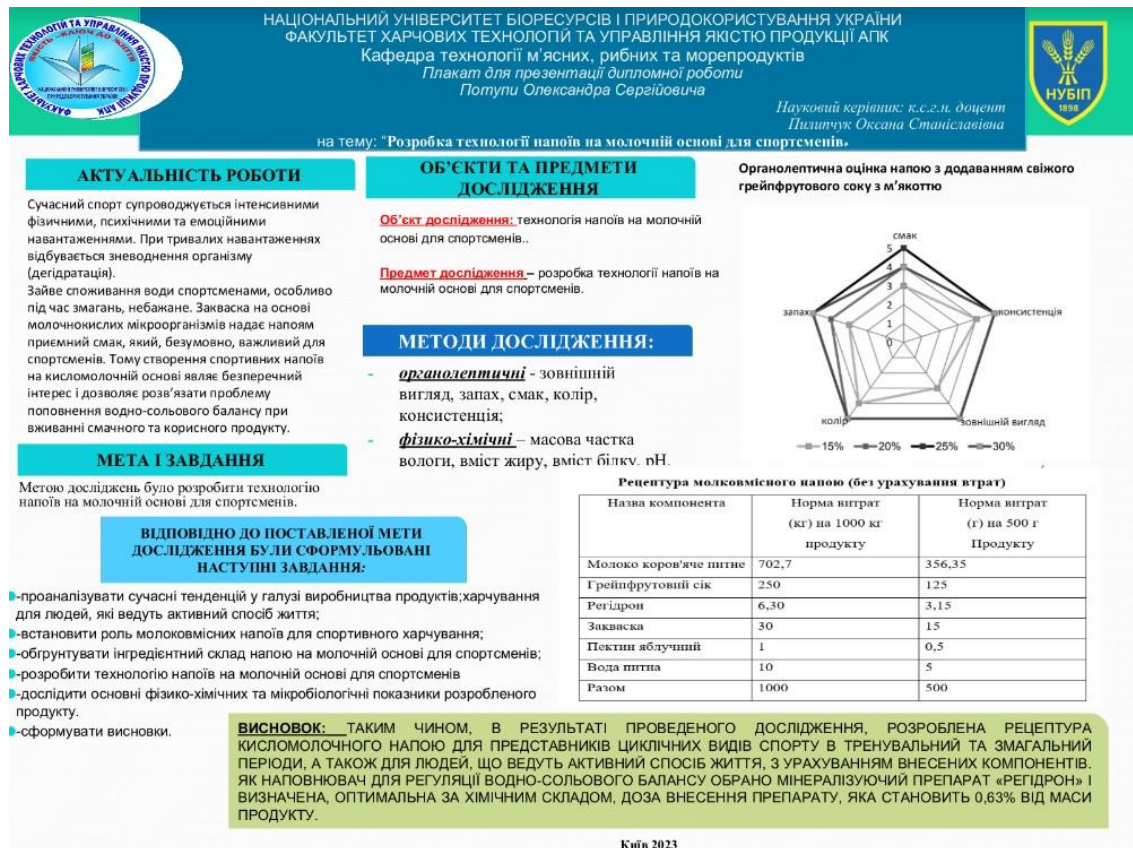 НАЦІОНАЛЬНИЙ УНІВЕРСИТЕТ БІОРЕСУРСІВ І ПРИРОДОКОРИСТУВАННЯ УКРАЇНИ
ФАКУЛЬТЕТ ХАРЧОВИХ ТЕХНОЛОГІЙ ТА УПРАВЛІННЯ ЯКІСТЮ ПРОДУКЦІЇ АПК
Кафедра технології м’ясних, рибних та морепродуктів
Плакат для презентації дипломної роботи
Потупи Олександра Сергійовича
Науковий керівник: к.с.г.н. доцент
Пилипчук Оксана Станіславівна
на тему: “Розробка технології напоїв на молочній основі для спортсменів”
ФАКУЛЬТЕТ ХАРЧОВИХ ТЕХНОЛОГІЙ ТА УПРАВЛІННЯ ЯКІСТЮ ПРОДУКЦІЇ АПК
ЯКІСТЬ –КЛЮЧ ДО ЖИТТЯ
НУБІП
1898
АКТУАЛЬНІСТЬ РОБОТИ
Сучасний спорт супроводжується інтенсивними
фізичними, психічними та емоційними
навантаженнями. При тривалих навантаженнях
відбувається зневоднення організму
(дегідратація).
Зайве споживання води спортсменами, особливо
під час змагань, небажане. Закваска на основі
молочнокислих мікроорганізмів надає напоям
приємний смак, який, безумовно, важливий для
спортсменів. Тому створення спортивних напоїв
на кисломолочній основі являє безперечний
інтерес і дозволяє розв’язати проблему
поповнення водно-сольового балансу при
вживанні смачного та корисного продукту.
МЕТА І ЗАВДАННЯ
Метою досліджень було розробити технологію
напоїв на молочній основі для спортсменів.
ВІДПОВІДНО ДО ПОСТАВЛЕНОЇ МЕТИ
ДОСЛІДЖЕННЯ БУЛИ СФОРМУЛЬОВАНІ
НАСТУПНІ ЗАВДАННЯ:
-проаналізувати сучасні тенденцій у галузі виробництва продуктів;харчування
для людей, які ведуть активний спосіб життя;
-встановити роль молоковмісних напоїв для спортивного харчування;
-обгрунтувати інгредієнтний склад напою на молочній основі для спортсменів;
-розробити технологію напоїв на молочній основі для спортсменів
-дослідити основні фізико-хімічних та мікробіологічні показники розробленого
продукту.
-сформувати висновки.
ОБ’ЄКТИ ТА ПРЕДМЕТИ
ДОСЛІДЖЕННЯ
Об’єкт дослідження: технологія напоїв на молочній
основі для спортсменів..
Предмет дослідження – розробка технології напоїв на
молочній основі для спортсменів.
МЕТОДИ ДОСЛІДЖЕННЯ:
- органолептичні - зовнішній
вигляд, запах, смак, колір,
консистенція;
- фізико-хімічні – масова частка
вологи, вміст жиру, вміст білку, рН.
Органолептична оцінка напою з додаванням свіжого
грейпфрутового соку з м’якоттю
смак
5
4
3
2
1
0
запах
консистенція
колір
зовнішній вигляд
15% 20% 25% 30%
Рецептура молковмісного напою (без урахування втрат)
Назва компонента Норма витрат Норма витрат
(кг) на 1000 кг (г) на 500 г
продукту Продукту
Молоко коров'яче питне 702,7 356,35
Грейпфрутовий сік 250 125
Регідрон 6,30 3,15
Закваска 30 15
Пектин яблучний 1 0,5
Вода питна 10 5
Разом 1000 500
ВИСНОВОК: ТАКИМ ЧИНОМ, В РЕЗУЛЬТАТІ ПРОВЕДЕНОГО ДОСЛІДЖЕННЯ, РОЗРОБЛЕНА РЕЦЕПТУРА
КИСЛОМОЛОЧНОГО НАПОЮ ДЛЯ ПРЕДСТАВНИКІВ ЦИКЛІЧНИХ ВИДІВ СПОРТУ В ТРЕНУВАЛЬНИЙ ТА ЗМАГАЛЬНИЙ
ПЕРІОДИ, А ТАКОЖ ДЛЯ ЛЮДЕЙ, ЩО ВЕДУТЬ АКТИВНИЙ СПОСІБ ЖИТТЯ, З УРАХУВАННЯМ ВНЕСЕНИХ КОМПОНЕНТІВ.
ЯК НАПОВНЮВАЧ ДЛЯ РЕГУЛЯЦІЇ ВОДНО-СОЛЬОВОГО БАЛАНСУ ОБРАНО МІНЕРАЛІЗУЮЧИЙ ПРЕПАРАТ «РЕГІДРОН» І
ВИЗНАЧЕНА, ОПТИМАЛЬНА ЗА ХІМІЧНИМ СКЛАДОМ, ДОЗА ВНЕСЕННЯ ПРЕПАРАТУ, ЯКА СТАНОВИТЬ 0,63% ВІД МАСИ
ПРОДУКТУ.
Київ 2023